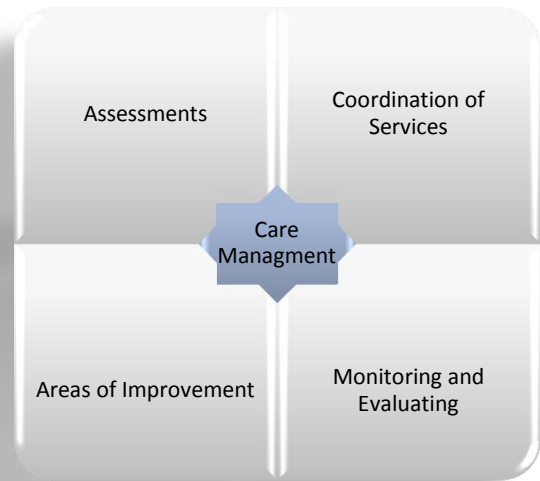 Assessments
Coordination of
Services
Care
Managment
Areas of Improvement
Monitoring and
Evaluating